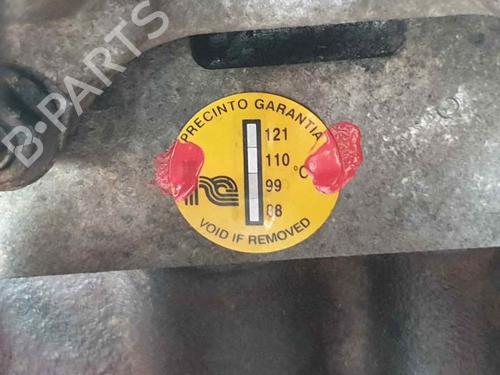 PRECINTO GARANTIA
121
110
°C
99
88
VOID IF REMOVED
B-PARTS